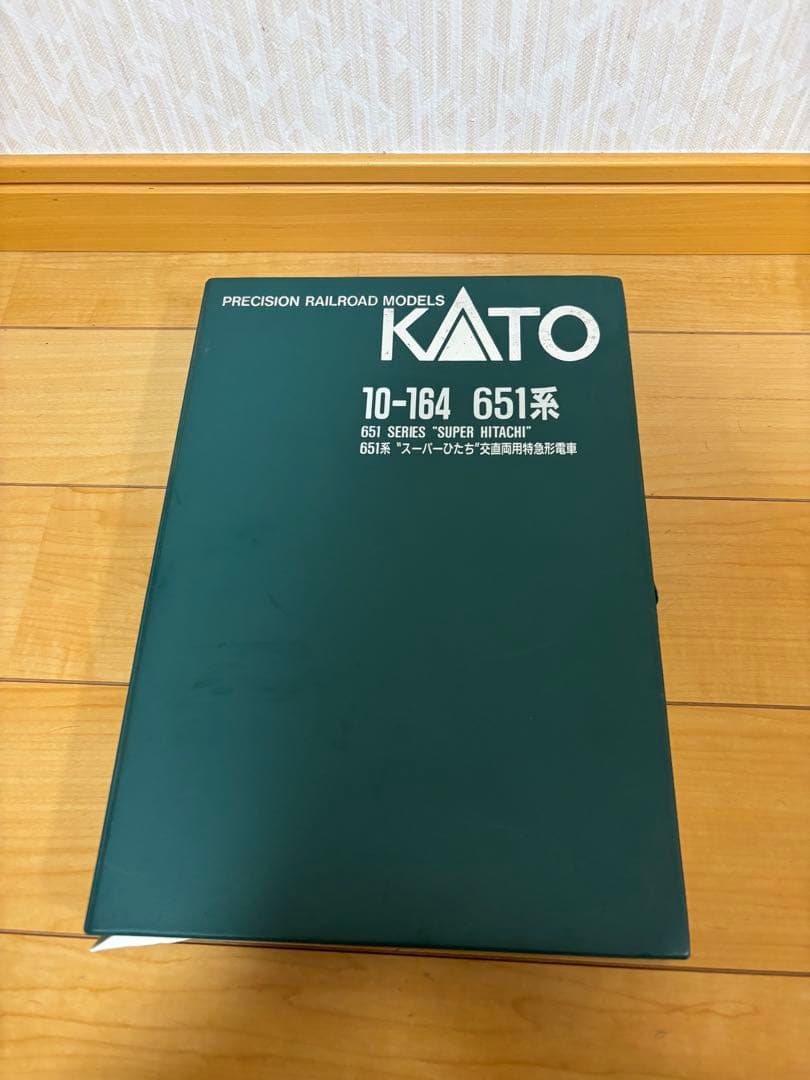 PRECISION RAILROAD MODELS
KATO
10-164 651系
651 SERIES "SUPER HITACHI"
651系 〝スーパーひたち〟交直両用特急形電車